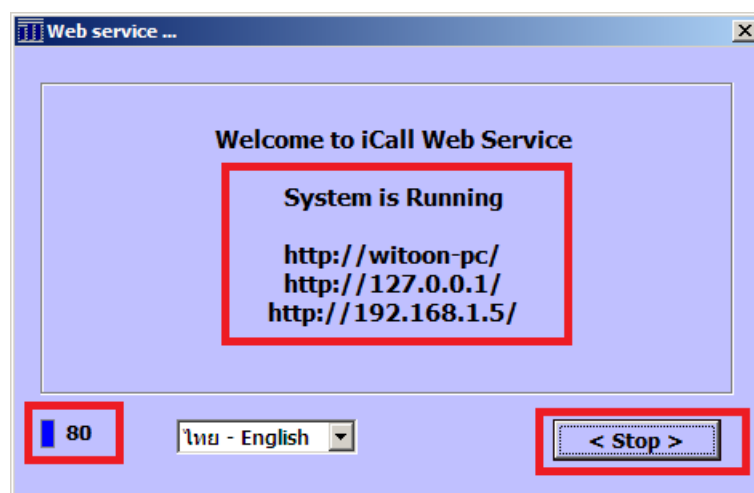 Web service ...
Welcome to iCall Web Service
System is Running
http://witoon-pc/
http://127.0.0.1/
http://192.168.1.5/
80
ไทย - English
< Stop >